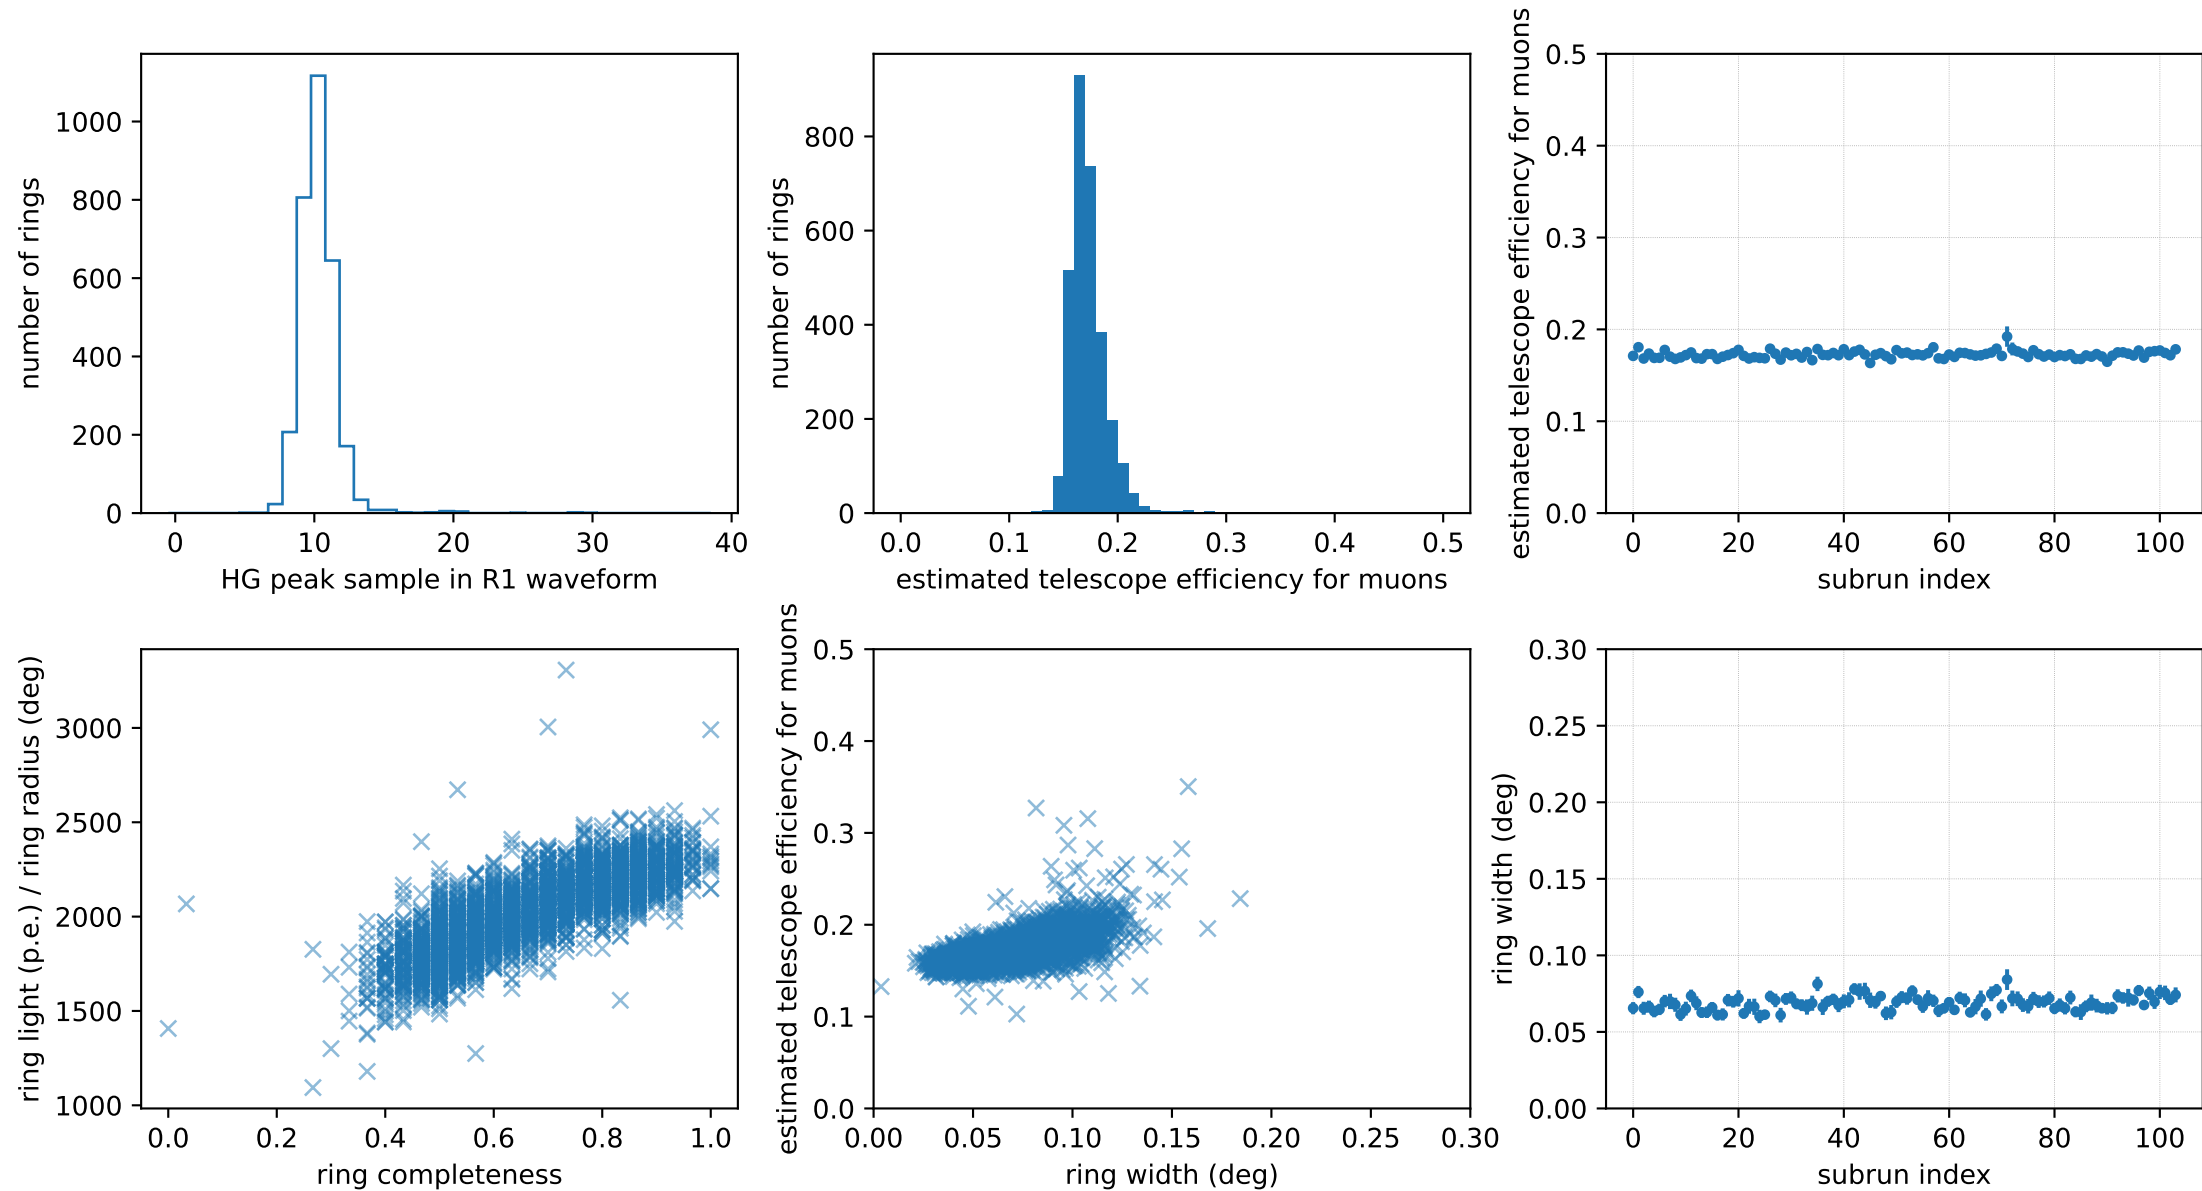 number of rings
1000
800
600
400
200
0
0 10 20 30 40
HG peak sample in R1 waveform
number of rings
800
600
400
200
0
0.0 0.1 0.2 0.3 0.4 0.5
estimated telescope efficiency for muons
estimated telescope efficiency for muons
0.5
0.4
0.3
0.2
0.1
0.0
0 20 40 60 80 100
subrun index
ring light (p.e.) / ring radius (deg)
3000
2500
2000
1500
1000
0.0 0.2 0.4 0.6 0.8 1.0
ring completeness
estimated telescope efficiency for muons
0.5
0.4
0.3
0.2
0.1
0.0
0.00 0.05 0.10 0.15 0.20 0.25 0.30
ring width (deg)
ring width (deg)
0.30
0.25
0.20
0.15
0.10
0.05
0.00
0 20 40 60 80 100
subrun index